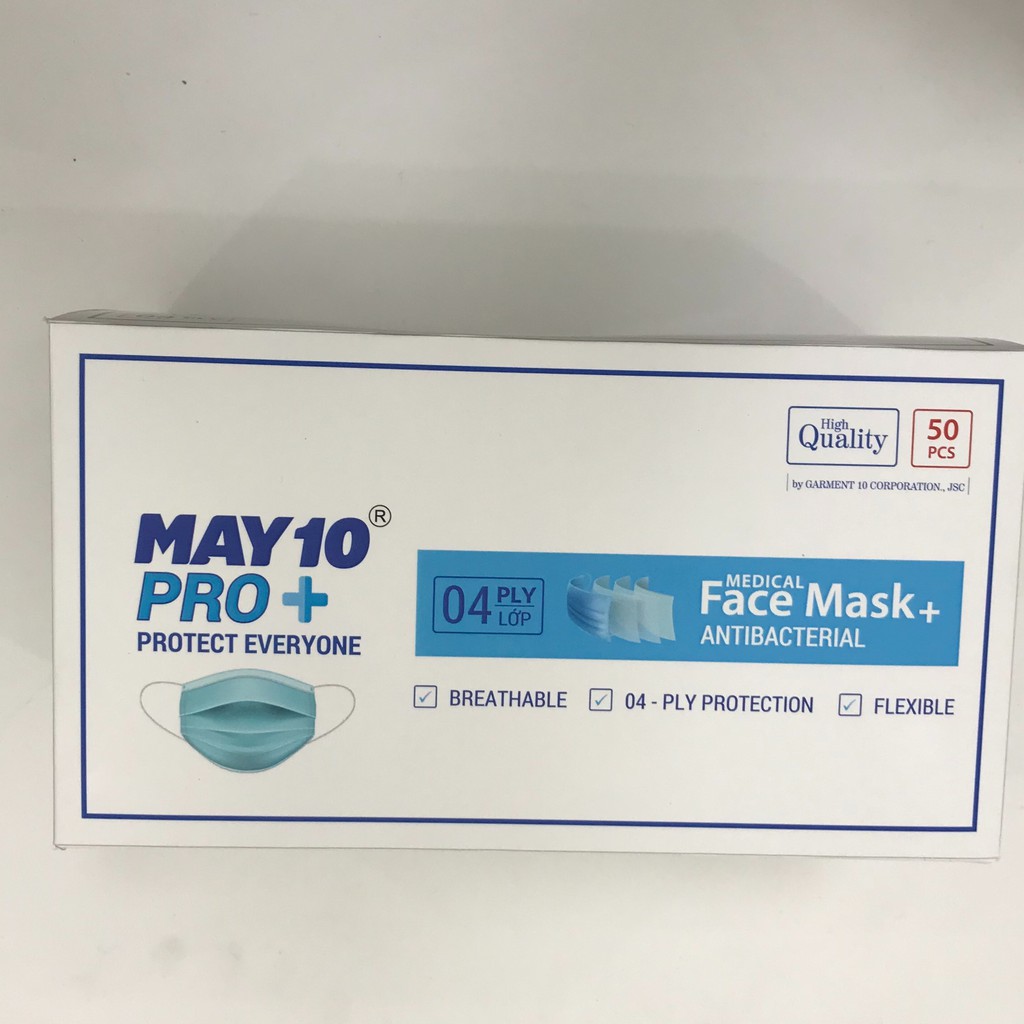 High
Quality
50
PCS
by GARMENT 10 CORPORATION., JSC
MAY10®
PRO+
PROTECT EVERYONE
04 PLY
LỚP
MEDICAL
Face Mask+
ANTIBACTERIAL
BREATHABLE
04 - PLY PROTECTION
FLEXIBLE